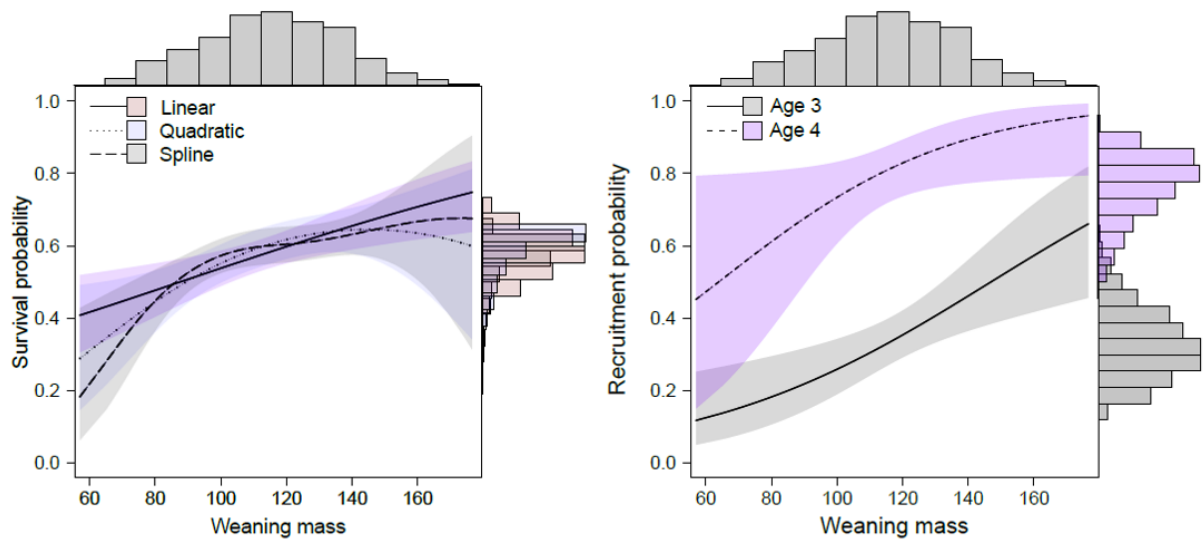 1.0
0.8
0.6
0.4
0.2
0.0
Survival probability
Linear
Quadratic
Spline
60 80 100 120 140 160
Weaning mass
1.0
0.8
0.6
0.4
0.2
0.0
Recruitment probability
Age 3
Age 4
60 80 100 120 140 160
Weaning mass